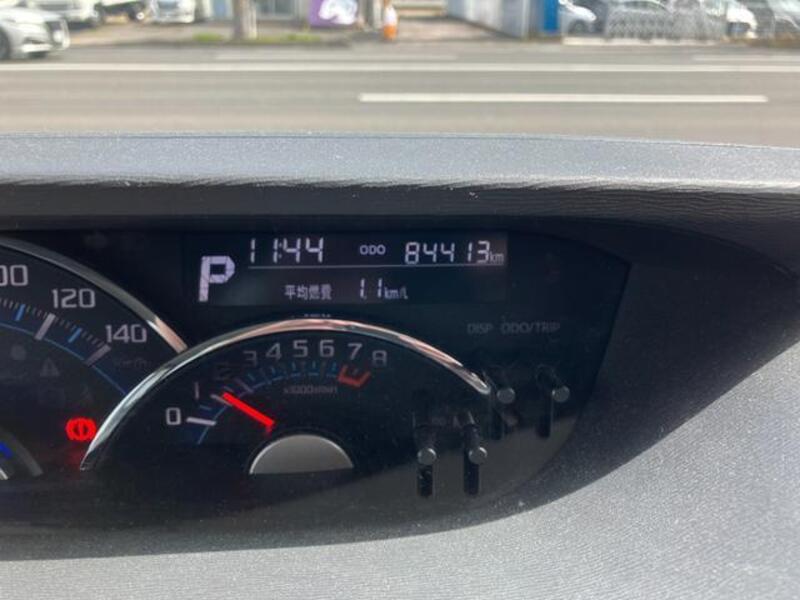 11:44 ODO 84413km
P
平均燃費 1.1km/L
DISP ODO/TRIP
00 120 140
0 1 2 3 4 5 6 7 8
x1000r/min